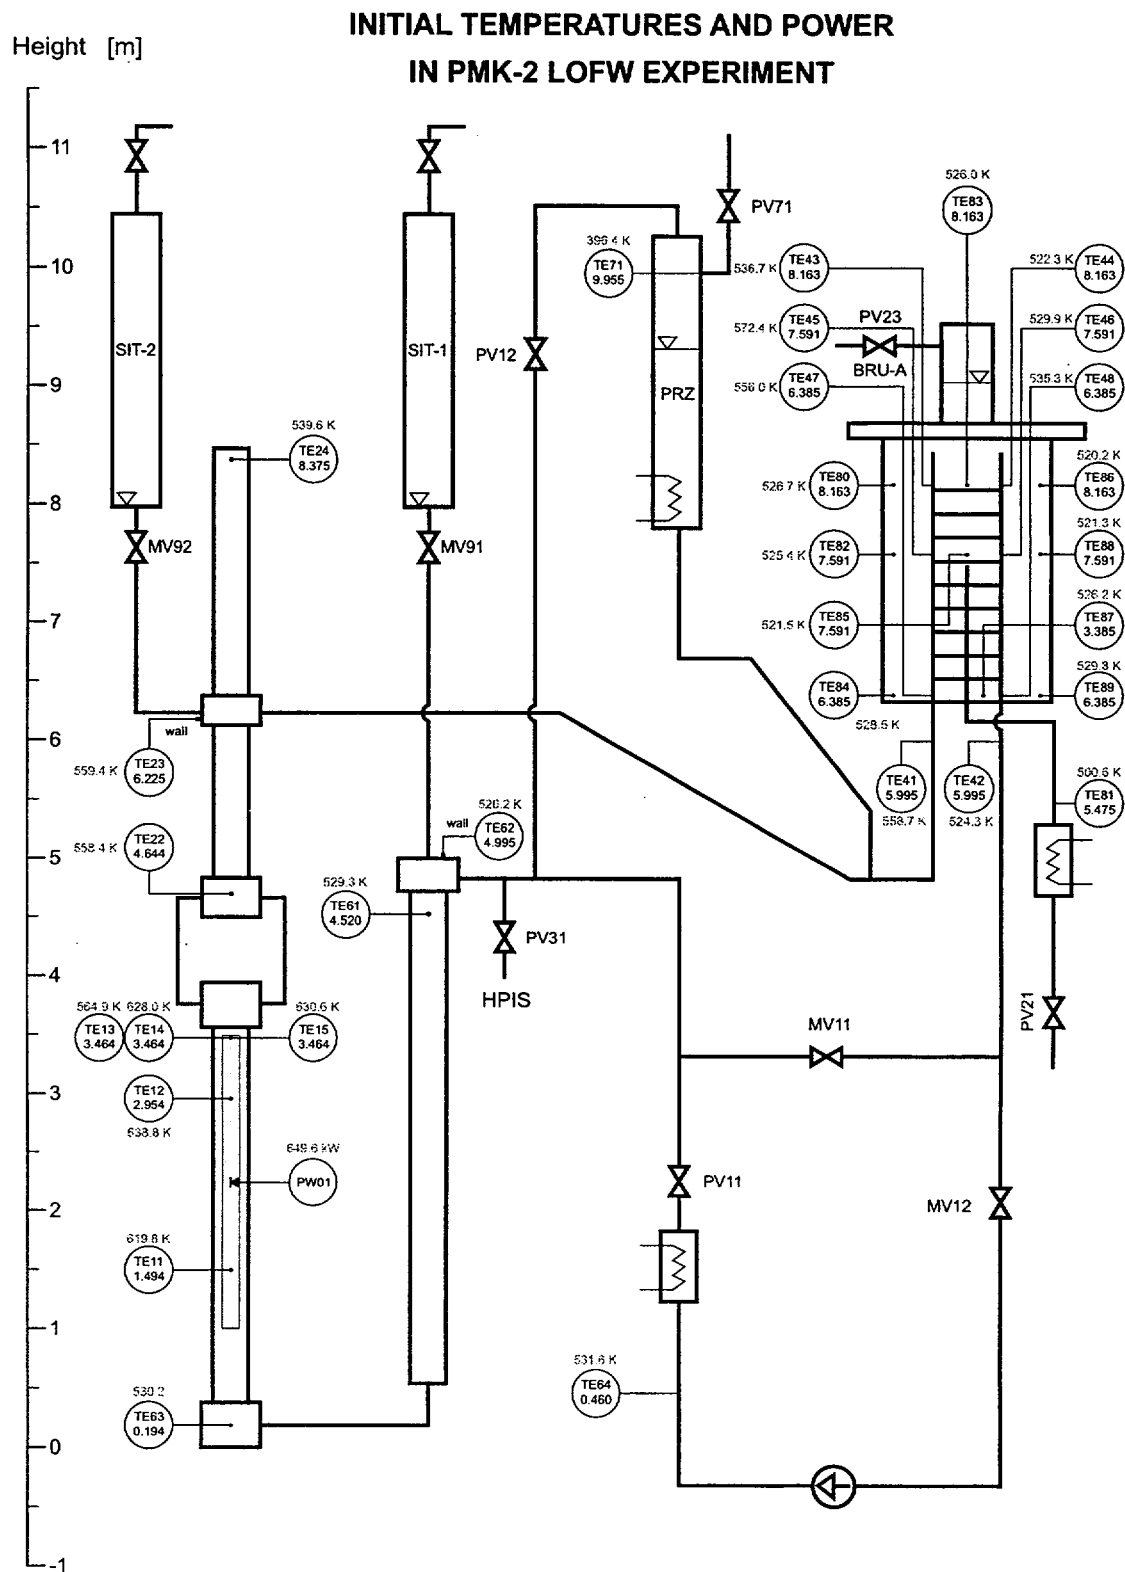 INITIAL TEMPERATURES AND POWER
IN PMK-2 LOFW EXPERIMENT
Height [m]
11
10
9
8
7
6
5
4
3
2
1
0
-1
SIT-2
MV92
SIT-1
MV91
PV12
PV71
396.4 K
TE71
9.955
PRZ
526.0 K
TE83
8.163
536.7 K
TE43
8.163
522.3 K
TE44
8.163
572.4 K
TE45
7.591
PV23
BRU-A
529.9 K
TE46
7.591
556.0 K
TE47
6.385
535.3 K
TE48
6.385
539.6 K
TE24
8.375
526.7 K
TE80
8.163
520.2 K
TE86
8.163
525.4 K
TE82
7.591
521.3 K
TE88
7.591
521.5 K
TE85
7.591
526.2 K
TE87
3.385
TE84
6.385
528.5 K
529.3 K
TE89
6.385
wall
559.4 K
TE23
6.225
TE41
5.995
TE42
5.995
524.3 K
500.6 K
TE81
5.475
558.4 K
TE22
4.644
wall
TE62
4.995
529.3 K
TE61
4.520
PV31
HPIS
PV21
564.9 K
TE13
3.464
628.0 K
TE14
3.464
630.6 K
TE15
3.464
MV11
TE12
2.954
638.8 K
649.6 kW
PW01
PV11
MV12
619.8 K
TE11
1.494
531.6 K
TE64
0.460
530.2
TE63
0.194